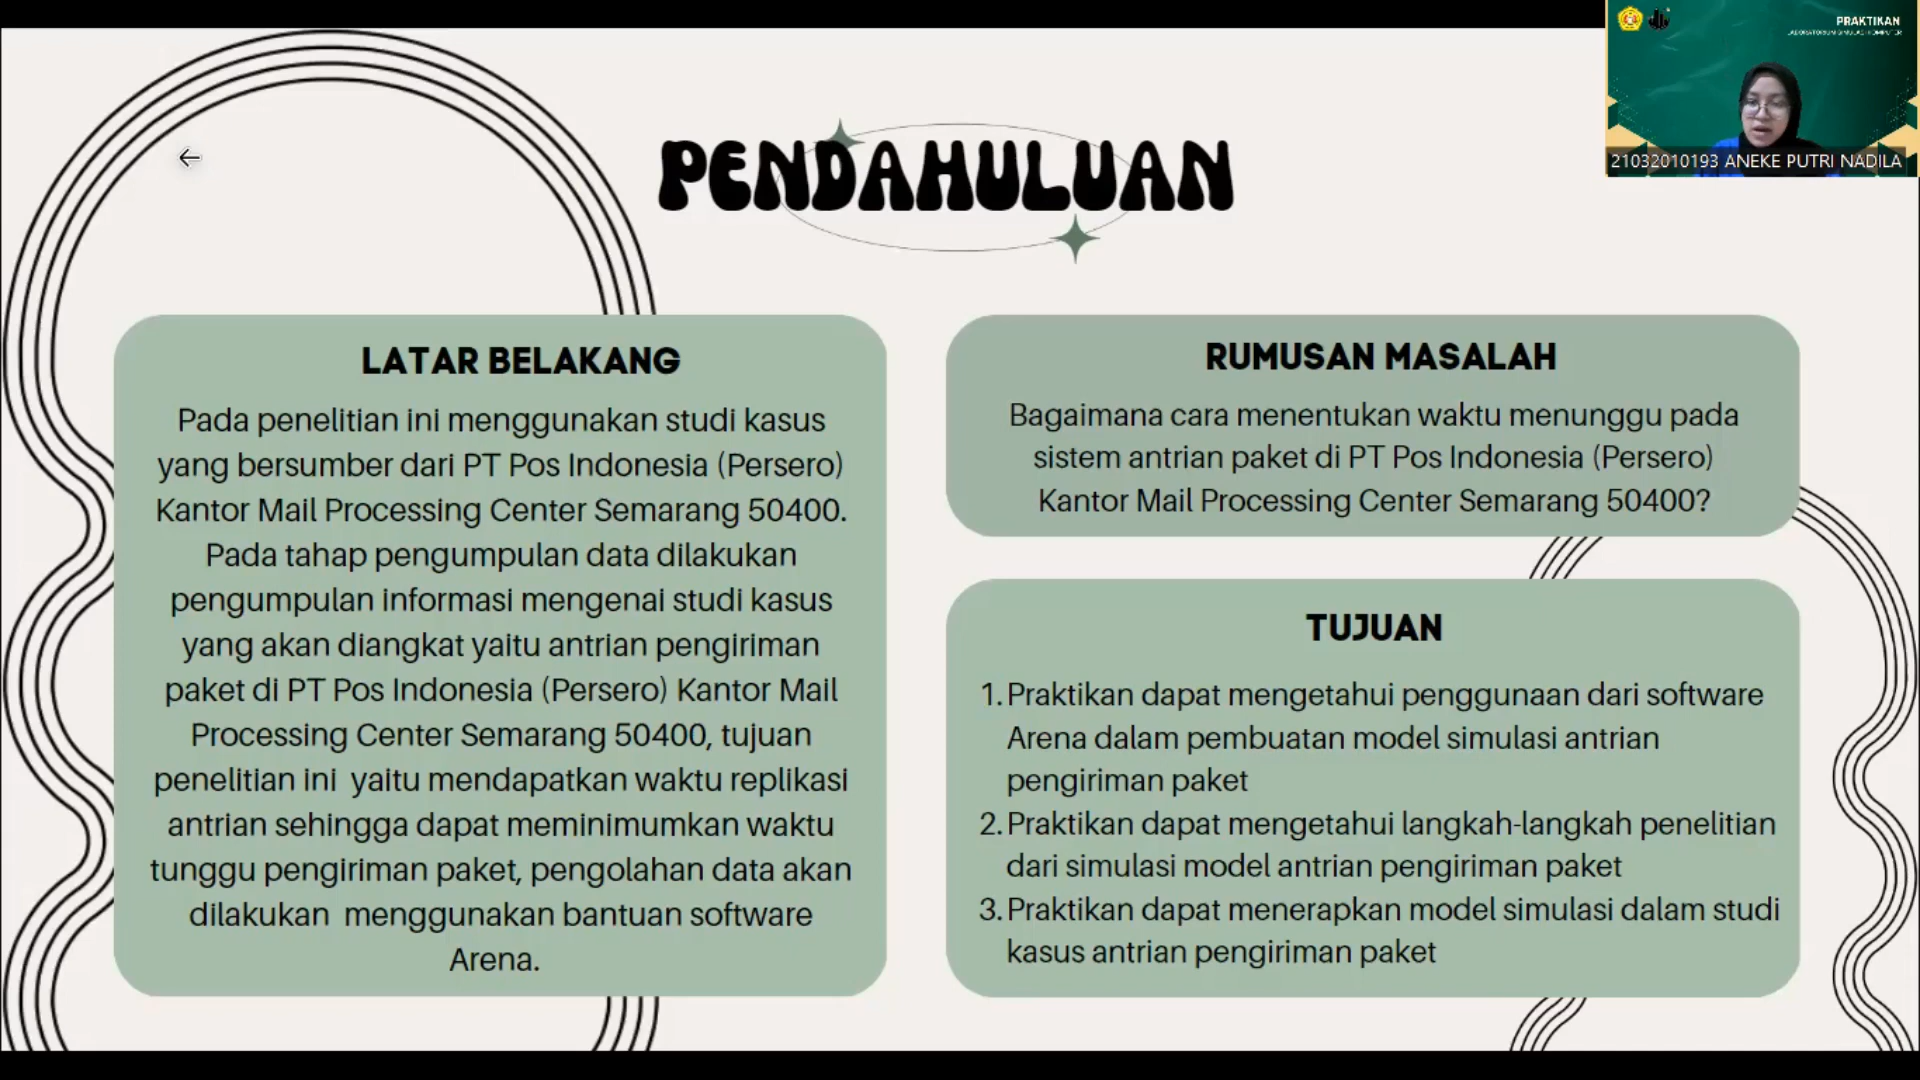 PRAKTIKAN
LABORATORIUM SIMULASI KOMPUTER
21032010193 ANEKE PUTRI NADILA
PENDAHULUAN
LATAR BELAKANG
Pada penelitian ini menggunakan studi kasus
yang bersumber dari PT Pos Indonesia (Persero)
Kantor Mail Processing Center Semarang 50400.
Pada tahap pengumpulan data dilakukan
pengumpulan informasi mengenai studi kasus
yang akan diangkat yaitu antrian pengiriman
paket di PT Pos Indonesia (Persero) Kantor Mail
Processing Center Semarang 50400, tujuan
penelitian ini  yaitu mendapatkan waktu replikasi
antrian sehingga dapat meminimumkan waktu
tunggu pengiriman paket, pengolahan data akan
dilakukan  menggunakan bantuan software
Arena.
RUMUSAN MASALAH
Bagaimana cara menentukan waktu menunggu pada
sistem antrian paket di PT Pos Indonesia (Persero)
Kantor Mail Processing Center Semarang 50400?
TUJUAN
1. Praktikan dapat mengetahui penggunaan dari software
Arena dalam pembuatan model simulasi antrian
pengiriman paket
2. Praktikan dapat mengetahui langkah-langkah penelitian
dari simulasi model antrian pengiriman paket
3. Praktikan dapat menerapkan model simulasi dalam studi
kasus antrian pengiriman paket